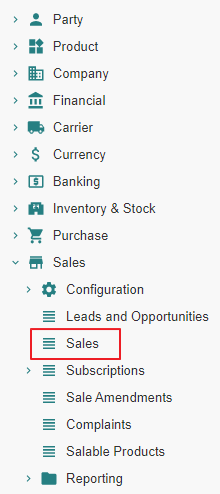 Party
Product
Company
Financial
Carrier
Currency
Banking
Inventory & Stock
Purchase
Sales
Configuration
Leads and Opportunities
Sales
Subscriptions
Sale Amendments
Complaints
Salable Products
Reporting